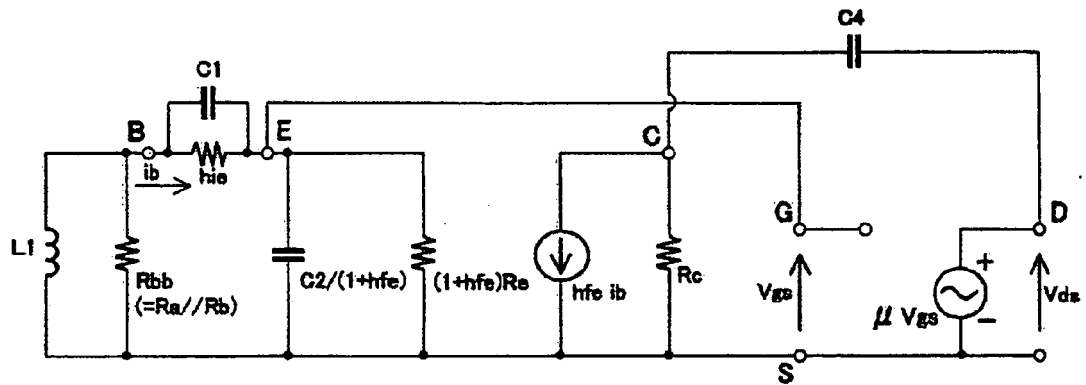 C4
C1
B
E
C
ib
hie
G
D
L1
Rbb
(=Ra//Rb)
C2/(1+hfe)
(1+hfe)Re
hfe ib
Rc
Vgs
μ Vgs
+
−
Vds
S